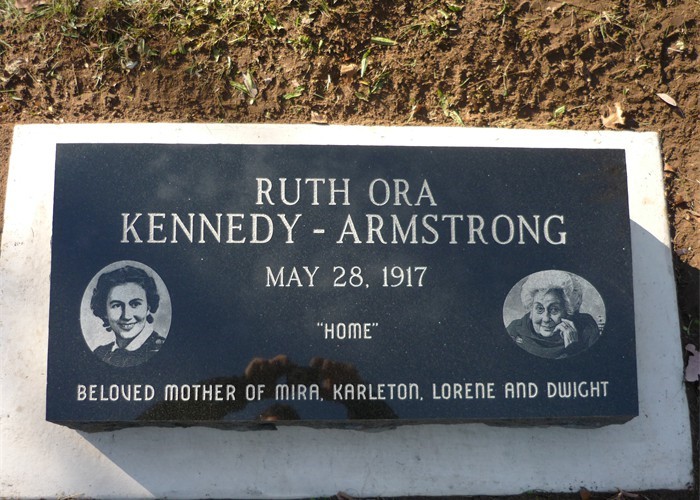 RUTH ORA
KENNEDY - ARMSTRONG
MAY 28, 1917
"HOME"
BELOVED MOTHER OF MIRA, KARLETON, LORENE AND DWIGHT